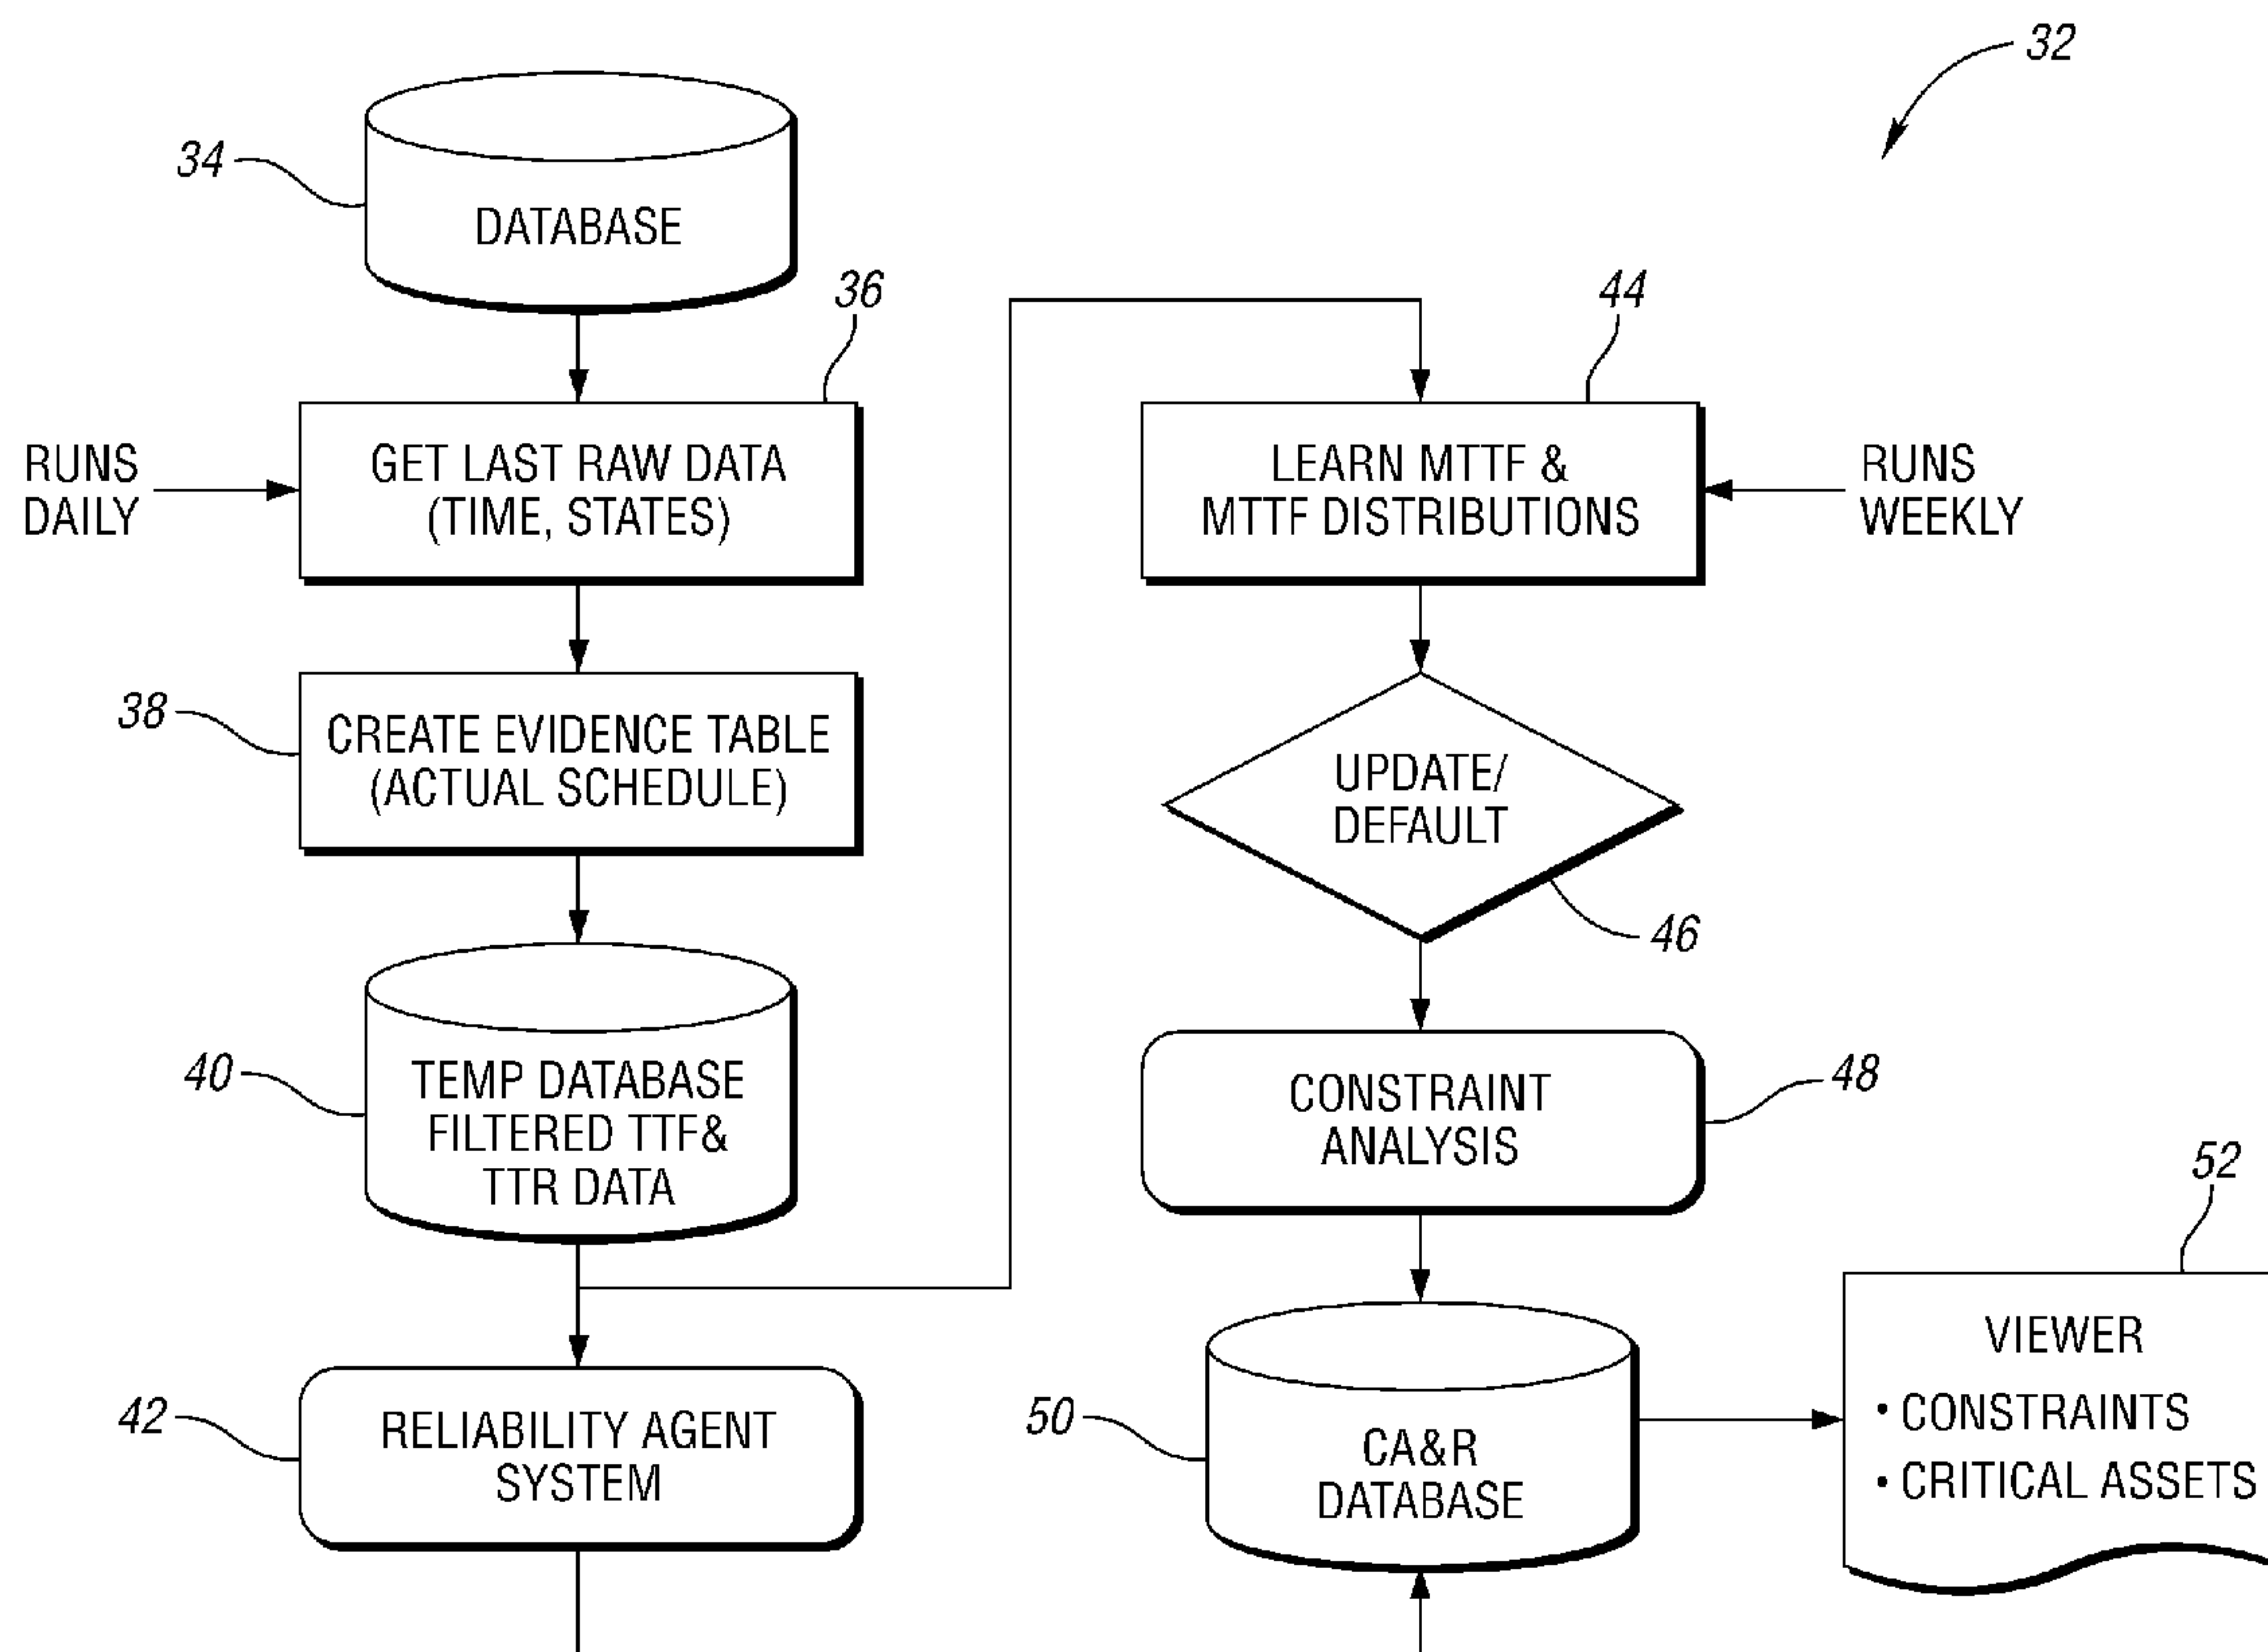 32
34
DATABASE
36
RUNS
DAILY
GET LAST RAW DATA
(TIME, STATES)
38
CREATE EVIDENCE TABLE
(ACTUAL SCHEDULE)
40
TEMP DATABASE
FILTERED TTF&
TTR DATA
42
RELIABILITY AGENT
SYSTEM
44
LEARN MTTF &
MTTF DISTRIBUTIONS
RUNS
WEEKLY
UPDATE/
DEFAULT
46
CONSTRAINT
ANALYSIS
48
50
CA&R
DATABASE
52
VIEWER
• CONSTRAINTS
• CRITICAL ASSETS